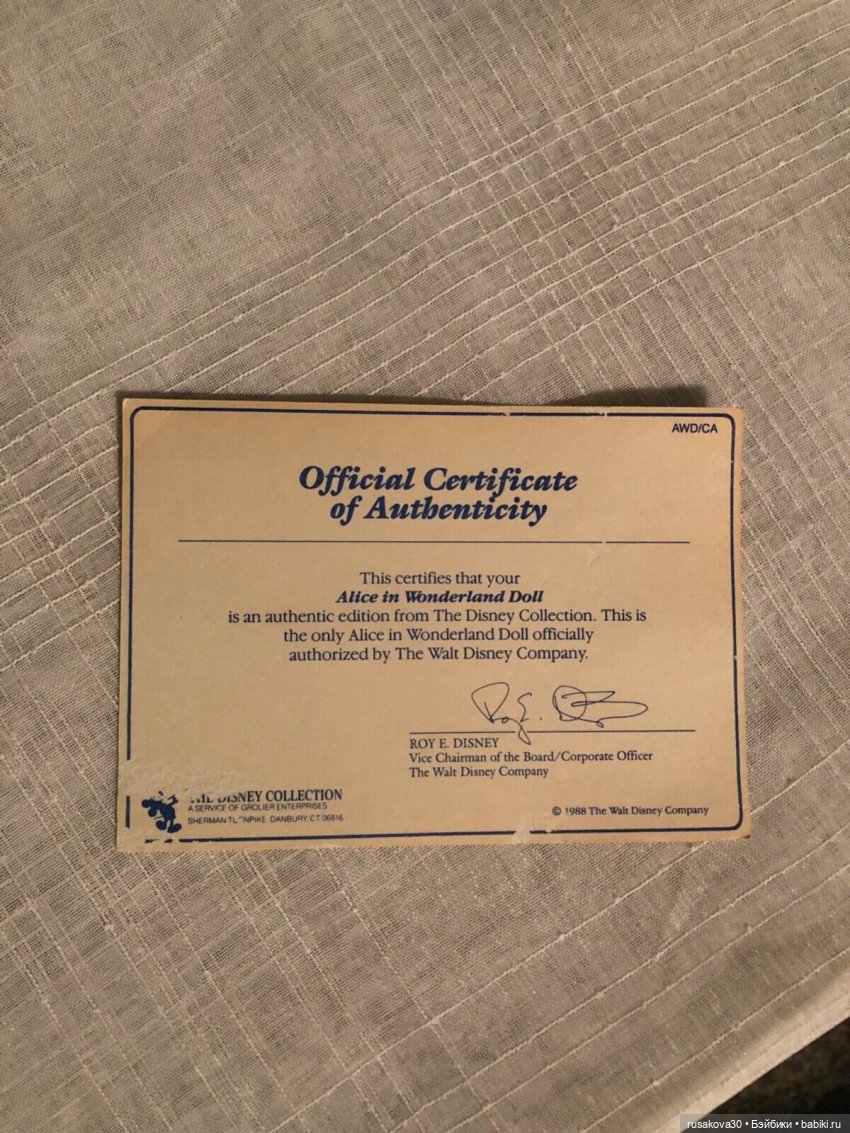 AWD/CA
Official Certificate
of Authenticity
This certifies that your
Alice in Wonderland Doll
is an authentic edition from The Disney Collection. This is
the only Alice in Wonderland Doll officially
authorized by The Walt Disney Company.
Roy E. Disney
ROY E. DISNEY
Vice Chairman of the Board/Corporate Officer
The Walt Disney Company
DISNEY COLLECTION
A SERVICE OF GROLIER ENTERPRISES
SHERMAN DANBURY CT 06816
© 1988 The Walt Disney Company
rusakova30 • Бэйбики • babiki.ru